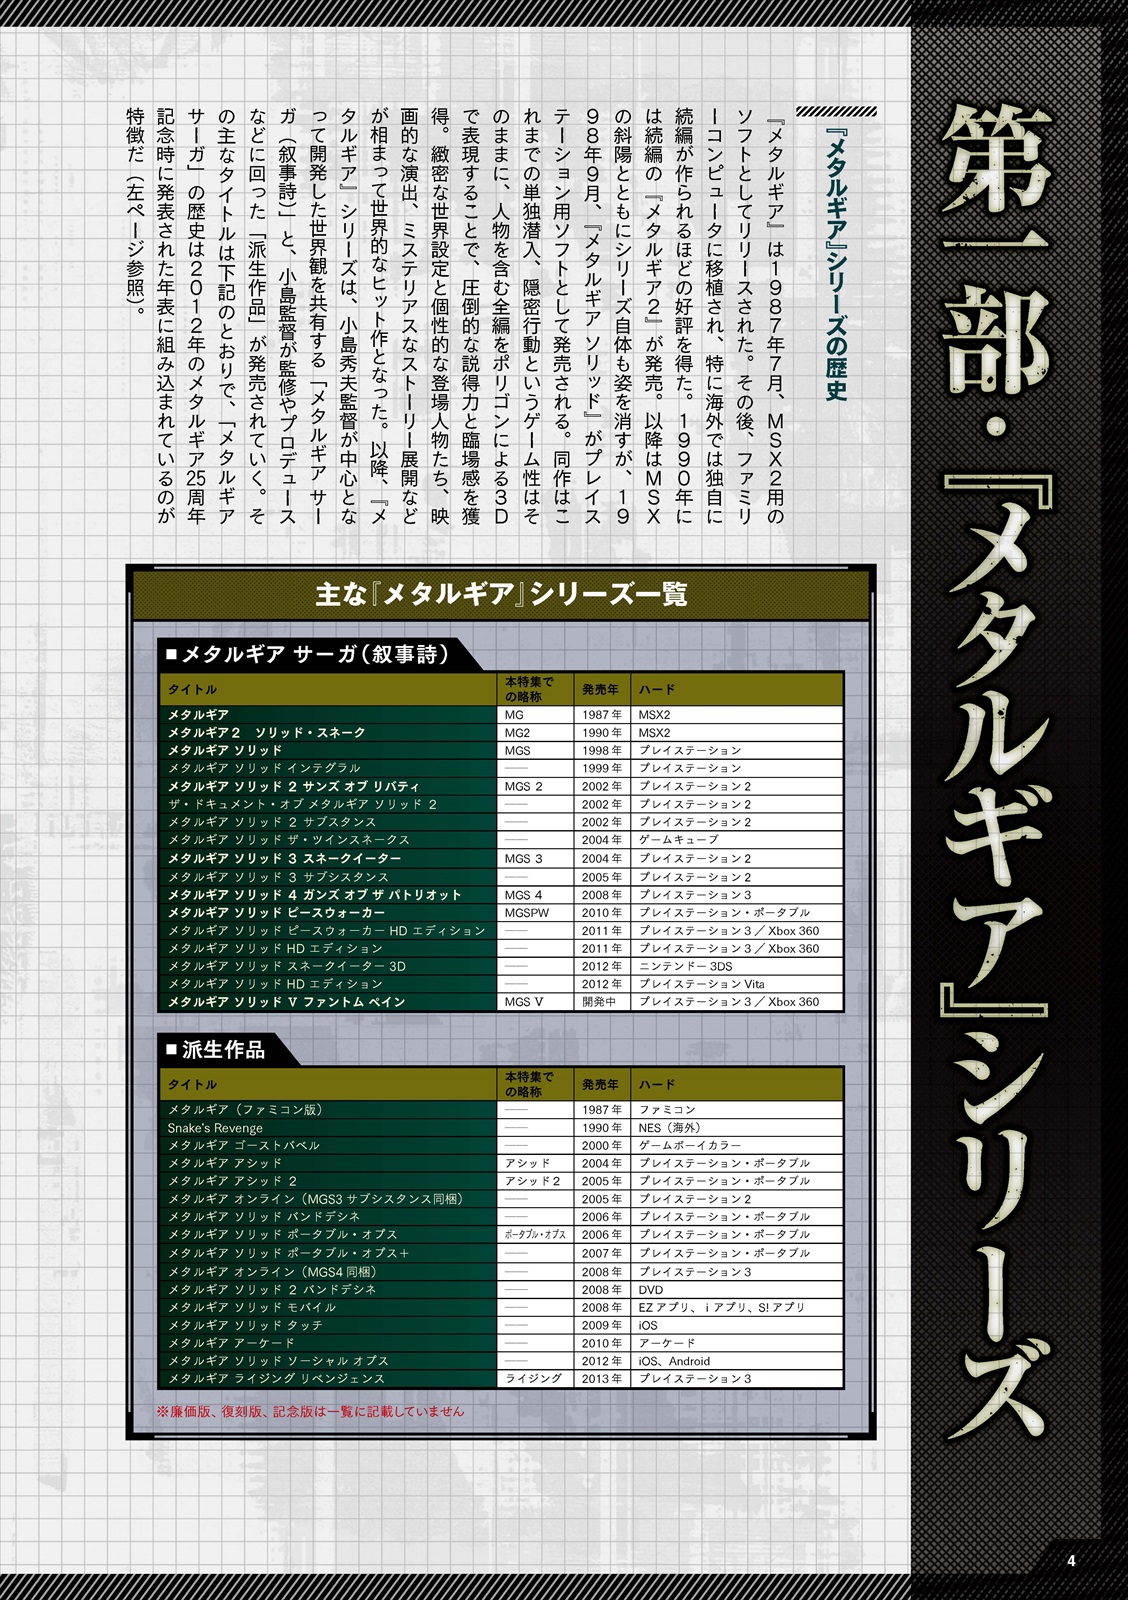 第一部・『メタルギア』シリーズ
『メタルギア』シリーズの歴史
『メタルギア』は1987年7月、MSX2用の
ソフトとしてリリースされた。その後、ファミリ
ーコンピュータに移植され、特に海外では独自に
続編が作られるほどの好評を得た。1990年に
は続編の『メタルギア2』が発売。以降はMSX
の斜陽とともにシリーズ自体も姿を消すが、19
98年9月、『メタルギア ソリッド』がプレイス
テーション用ソフトとして発売される。同作はこ
れまでの単独潜入、隠密行動というゲーム性はそ
のままに、人物を含む全編をポリゴンによる3D
で表現することで、圧倒的な説得力と臨場感を獲
得。緻密な世界設定と個性的な登場人物たち、映
画的な演出、ミステリアスなストーリー展開など
が相まって世界的なヒット作となった。以降、『メ
タルギア』シリーズは、小島秀夫監督が中心とな
って開発した世界観を共有する「メタルギア サー
ガ（叙事詩）」と、小島監督が監修やプロデュース
などに回った「派生作品」が発売されていく。そ
の主なタイトルは下記のとおりで、「メタルギア
サーガ」の歴史は2012年のメタルギア25周年
記念時に発表された年表に組み込まれているのが
特徴だ（左ページ参照）。
主な『メタルギア』シリーズ一覧
■メタルギア サーガ（叙事詩）
タイトル 本特集での略称 発売年 ハード
メタルギア MG 1987年 MSX2
メタルギア2 ソリッド・スネーク MG2 1990年 MSX2
メタルギア ソリッド MGS 1998年 プレイステーション
メタルギア ソリッド インテグラル —— 1999年 プレイステーション
メタルギア ソリッド 2 サンズ オブ リバティ MGS 2 2002年 プレイステーション2
ザ・ドキュメント・オブ メタルギア ソリッド 2 —— 2002年 プレイステーション2
メタルギア ソリッド 2 サブスタンス —— 2002年 プレイステーション2
メタルギア ソリッド ザ・ツインスネークス —— 2004年 ゲームキューブ
メタルギア ソリッド 3 スネークイーター MGS 3 2004年 プレイステーション2
メタルギア ソリッド 3 サブシスタンス —— 2005年 プレイステーション2
メタルギア ソリッド 4 ガンズ オブ ザ パトリオット MGS 4 2008年 プレイステーション3
メタルギア ソリッド ピースウォーカー MGSPW 2010年 プレイステーション・ポータブル
メタルギア ソリッド ピースウォーカー HD エディション —— 2011年 プレイステーション3／Xbox 360
メタルギア ソリッド HD エディション —— 2011年 プレイステーション3／Xbox 360
メタルギア ソリッド スネークイーター 3D —— 2012年 ニンテンドー3DS
メタルギア ソリッド HD エディション —— 2012年 プレイステーションVita
メタルギア ソリッド V ファントム ペイン MGS V 開発中 プレイステーション3／Xbox 360
■派生作品
タイトル 本特集での略称 発売年 ハード
メタルギア（ファミコン版） —— 1987年 ファミコン
Snake's Revenge —— 1990年 NES（海外）
メタルギア ゴーストバベル —— 2000年 ゲームボーイカラー
メタルギア アシッド アシッド 2004年 プレイステーション・ポータブル
メタルギア アシッド 2 アシッド2 2005年 プレイステーション・ポータブル
メタルギア オンライン（MGS3 サブシスタンス同梱） —— 2005年 プレイステーション2
メタルギア ソリッド バンドデシネ —— 2006年 プレイステーション・ポータブル
メタルギア ソリッド ポータブル・オプス ポータブル・オプス 2006年 プレイステーション・ポータブル
メタルギア ソリッド ポータブル・オプス＋ —— 2007年 プレイステーション・ポータブル
メタルギア オンライン（MGS4 同梱） —— 2008年 プレイステーション3
メタルギア ソリッド 2 バンドデシネ —— 2008年 DVD
メタルギア ソリッド モバイル —— 2008年 EZアプリ、iアプリ、S!アプリ
メタルギア ソリッド タッチ —— 2009年 iOS
メタルギア アーケード —— 2010年 アーケード
メタルギア ソリッド ソーシャル オプス —— 2012年 iOS、Android
メタルギア ライジング リベンジェンス ライジング 2013年 プレイステーション3
※廉価版、復刻版、記念版は一覧に記載していません
4